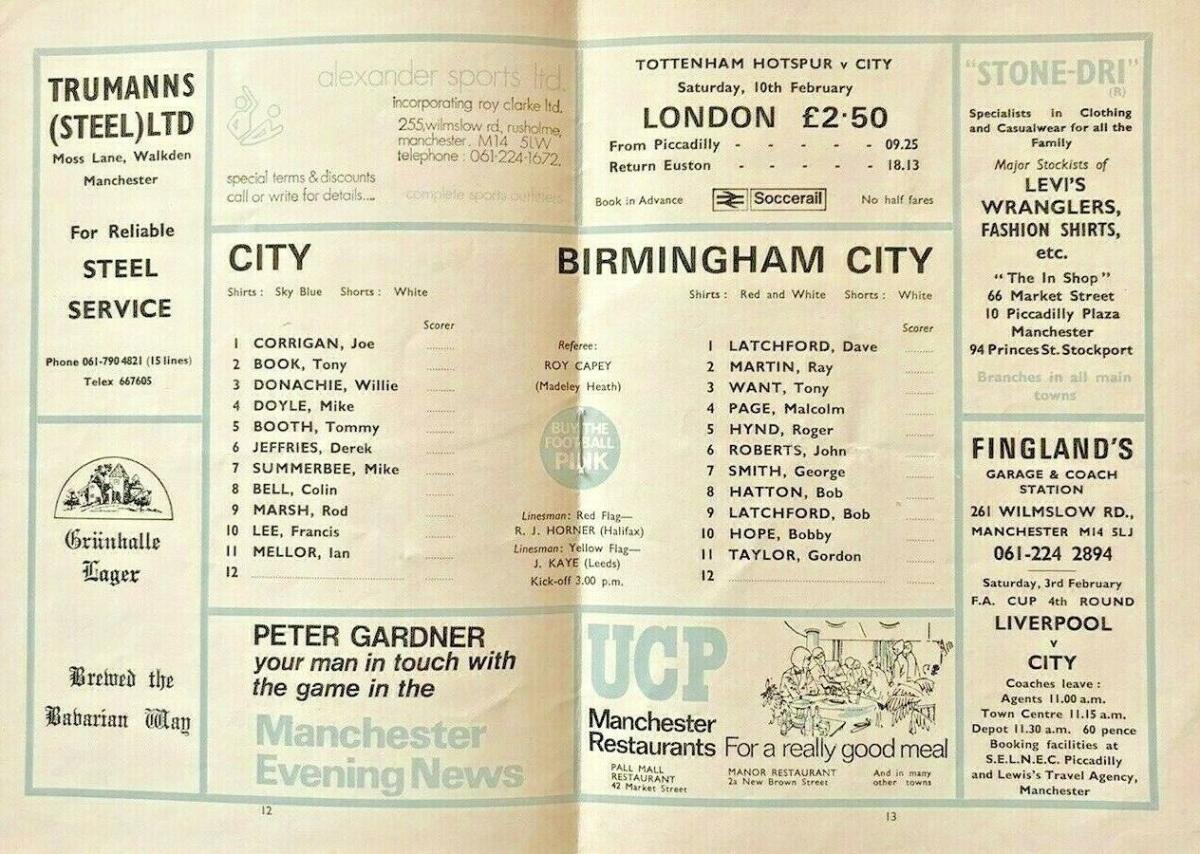 TRUMANNS
(STEEL) LTD
Moss Lane, Walkden
Manchester
For Reliable
STEEL
SERVICE
Phone 061-790 4821 (15 lines)
Telex 667605
Grünhalle
Lager
Brewed the
Bavarian Way
alexander sports ltd.
incorporating roy clarke ltd.
255, wilmslow rd, rusholme,
manchester. M14 5LW
telephone : 061-224-1672.
special terms & discounts
call or write for details....
complete sports outfitters
TOTTENHAM HOTSPUR v CITY
Saturday, 10th February
LONDON £2·50
From Piccadilly - - - - - 09.25
Return Euston - - - - - 18.13
Book in Advance Soccerail No half fares
CITY
Shirts : Sky Blue Shorts : White
Scorer
1 CORRIGAN, Joe ..........
2 BOOK, Tony ..........
3 DONACHIE, Willie ..........
4 DOYLE, Mike ..........
5 BOOTH, Tommy ..........
6 JEFFRIES, Derek ..........
7 SUMMERBEE, Mike ..........
8 BELL, Colin ..........
9 MARSH, Rod ..........
10 LEE, Francis ..........
11 MELLOR, Ian ..........
12 ..........
Referee:
ROY CAPEY
(Madeley Heath)
BUY THE
FOOTBALL
PINK
Linesman: Red Flag—
R. J. HORNER (Halifax)
Linesman: Yellow Flag—
J. KAYE (Leeds)
Kick-off 3.00 p.m.
BIRMINGHAM CITY
Shirts : Red and White Shorts : White
Scorer
1 LATCHFORD, Dave ..........
2 MARTIN, Ray ..........
3 WANT, Tony ..........
4 PAGE, Malcolm ..........
5 HYND, Roger ..........
6 ROBERTS, John ..........
7 SMITH, George ..........
8 HATTON, Bob ..........
9 LATCHFORD, Bob ..........
10 HOPE, Bobby ..........
11 TAYLOR, Gordon ..........
12 ..........
PETER GARDNER
your man in touch with
the game in the
Manchester
Evening News
UCP
Manchester
Restaurants For a really good meal
PALL MALL
RESTAURANT
42 Market Street
MANOR RESTAURANT
2a New Brown Street
And in many
other towns
"STONE-DRI"
(R)
Specialists in Clothing
and Casualwear for all the
Family
Major Stockists of
LEVI'S
WRANGLERS,
FASHION SHIRTS,
etc.
"The In Shop"
66 Market Street
10 Piccadilly Plaza
Manchester
94 Princes St. Stockport
Branches in all main
towns
FINGLAND'S
GARAGE & COACH
STATION
261 WILMSLOW RD.,
MANCHESTER M14 5LJ
061-224 2894
Saturday, 3rd February
F.A. CUP 4th ROUND
LIVERPOOL
v
CITY
Coaches leave :
Agents 11.00 a.m.
Town Centre 11.15 a.m.
Depot 11.30 a.m. 60 pence
Booking facilities at
S.E.L.N.E.C. Piccadilly
and Lewis's Travel Agency,
Manchester
12
13